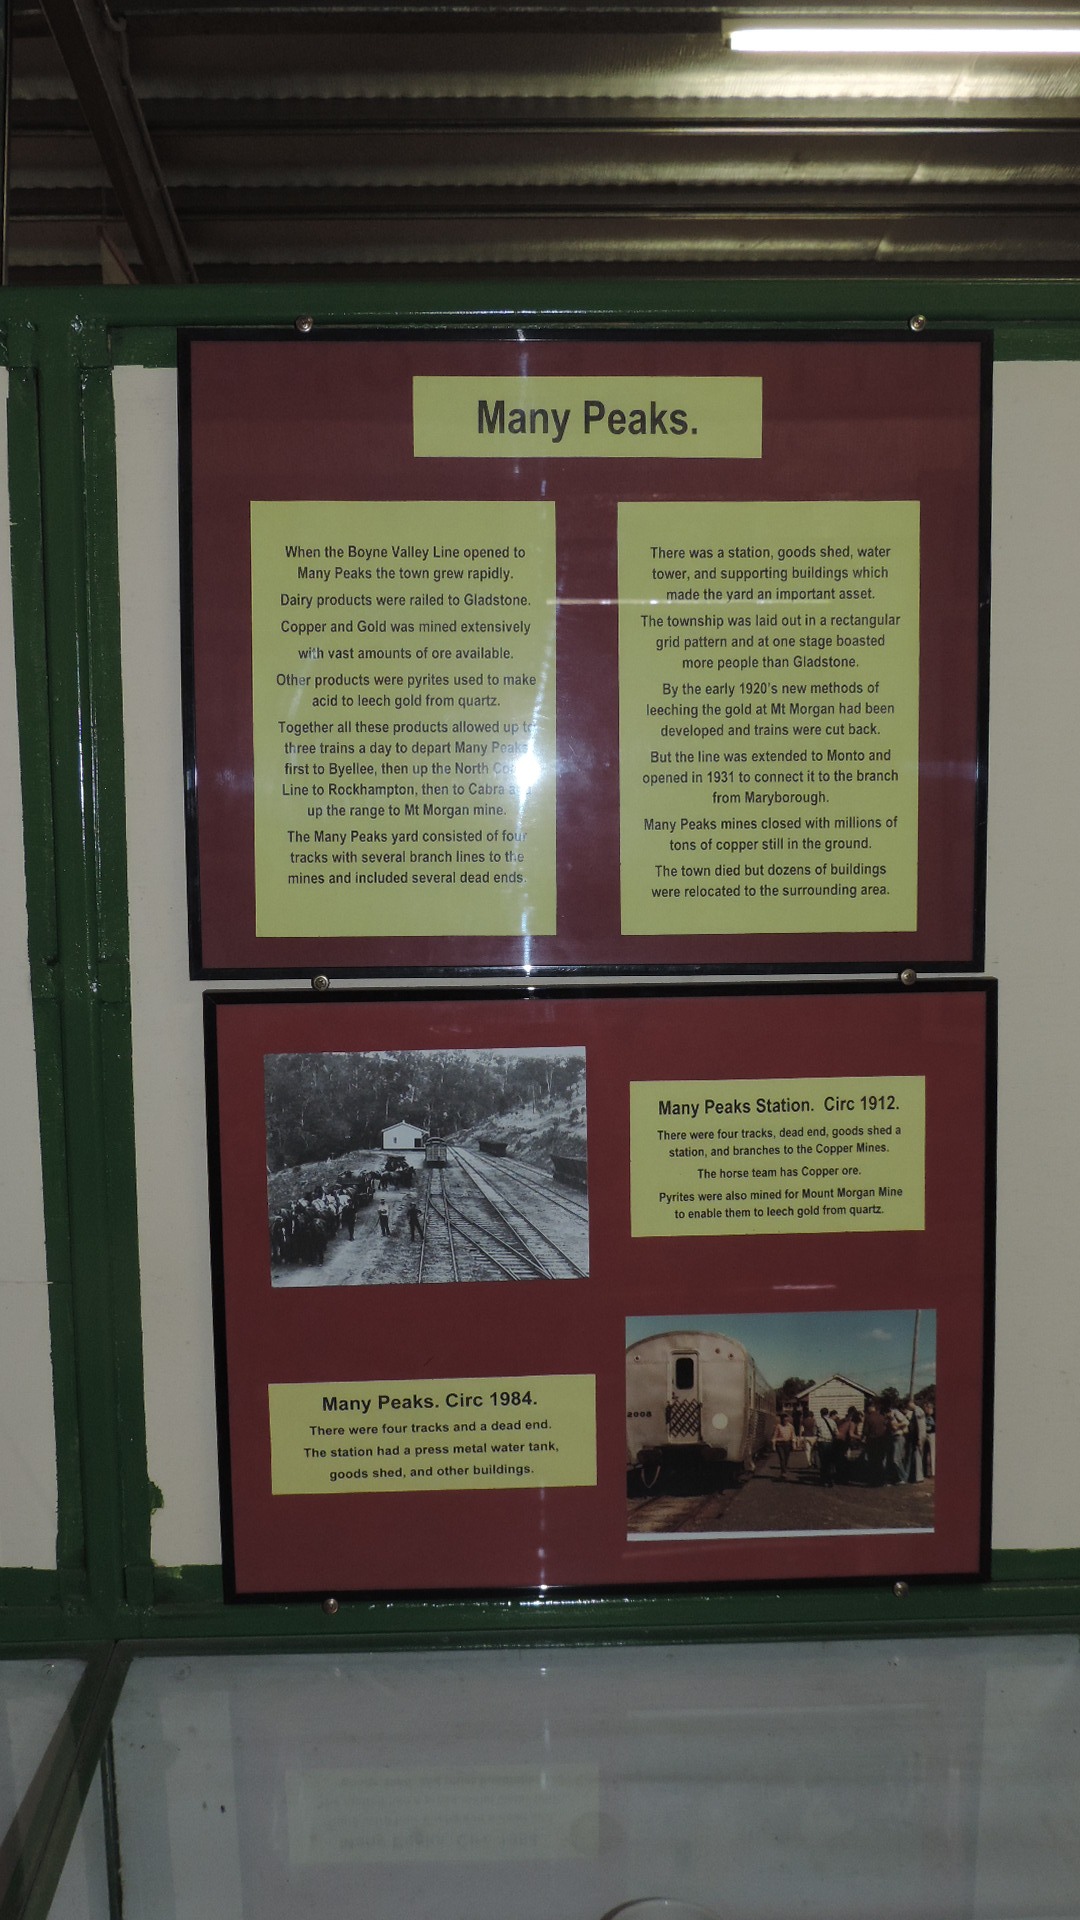 Many Peaks.
When the Boyne Valley Line opened to
Many Peaks the town grew rapidly.
Dairy products were railed to Gladstone.
Copper and Gold was mined extensively
with vast amounts of ore available.
Other products were pyrites used to make
acid to leech gold from quartz.
Together all these products allowed up to
three trains a day to depart Many Peaks
first to Byellee, then up the North
Line to Rockhampton, then to Cabra and
up the range to Mt Morgan mine.
The Many Peaks yard consisted of four
tracks with several branch lines to the
mines and included several dead ends.
There was a station, goods shed, water
tower, and supporting buildings which
made the yard an important asset.
The township was laid out in a rectangular
grid pattern and at one stage boasted
more people than Gladstone.
By the early 1920's new methods of
leeching the gold at Mt Morgan had been
developed and trains were cut back.
But the line was extended to Monto and
opened in 1931 to connect it to the branch
from Maryborough.
Many Peaks mines closed with millions of
tons of copper still in the ground.
The town died but dozens of buildings
were relocated to the surrounding area.
Many Peaks Station. Circ 1912.
There were four tracks, dead end, goods shed a
station, and branches to the Copper Mines.
The horse team has Copper ore.
Pyrites were also mined for Mount Morgan Mine
to enable them to leech gold from quartz.
2008
Many Peaks. Circ 1984.
There were four tracks and a dead end.
The station had a press metal water tank,
goods shed, and other buildings.